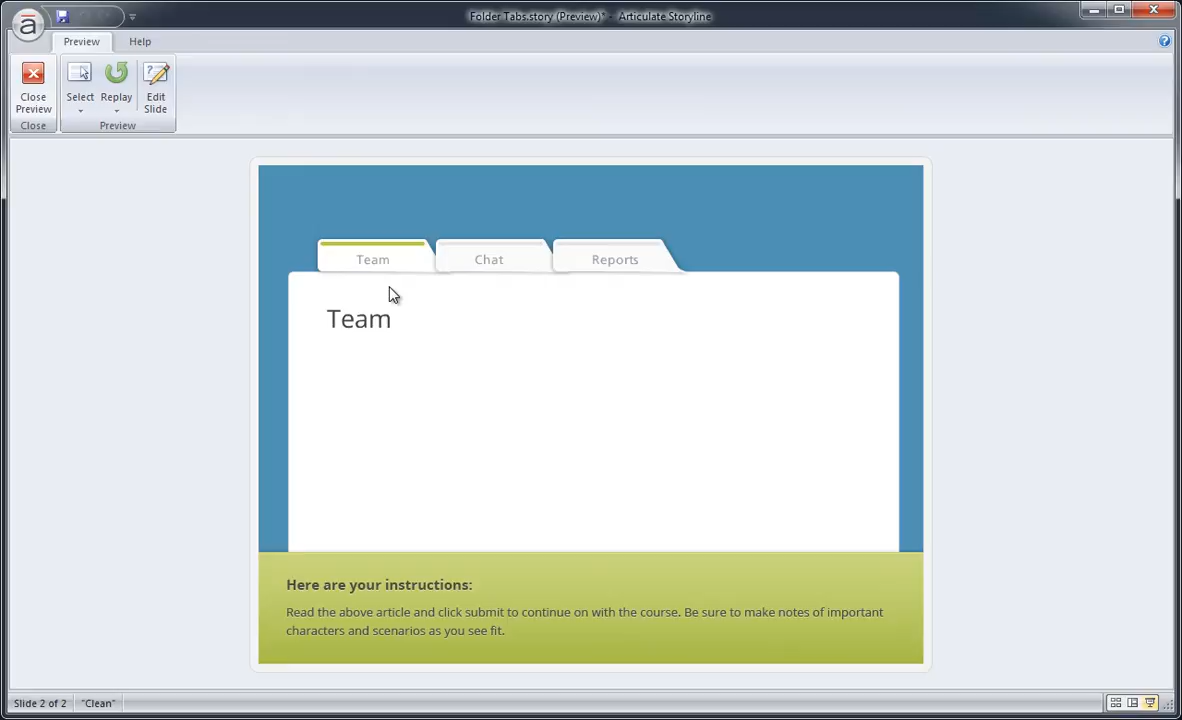 Folder Tabs.story (Preview)* - Articulate Storyline
Preview
Help
Close Preview
Select
Replay
Edit Slide
Close
Preview
Team
Chat
Reports
Team
Here are your instructions:
Read the above article and click submit to continue on with the course. Be sure to make notes of important
characters and scenarios as you see fit.
Slide 2 of 2
"Clean"